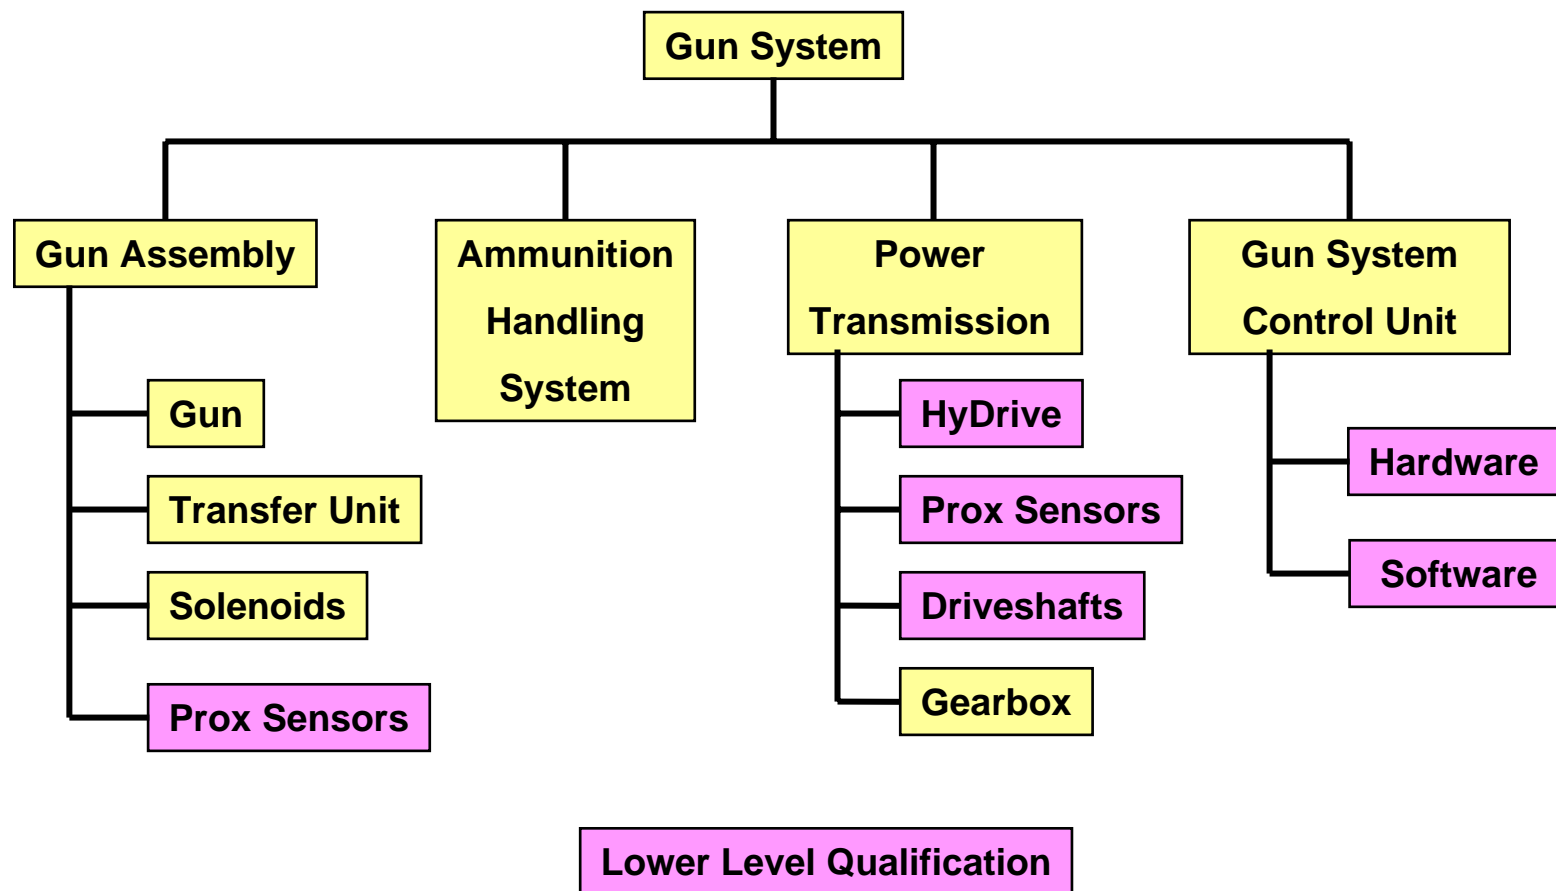 Gun System
Gun Assembly
Ammunition
Handling
System
Power
Transmission
Gun System
Control Unit
Gun
Transfer Unit
Solenoids
Prox Sensors
HyDrive
Prox Sensors
Driveshafts
Gearbox
Hardware
Software
Lower Level Qualification